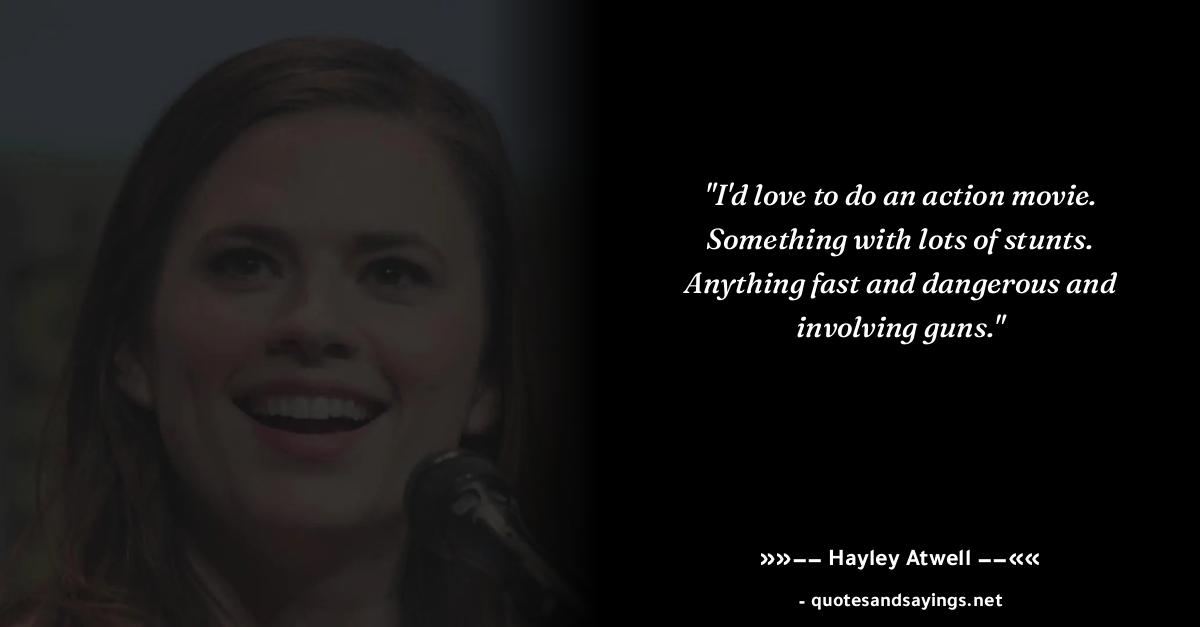 "I'd love to do an action movie.
Something with lots of stunts.
Anything fast and dangerous and
involving guns."
»»−− Hayley Atwell −−««
- quotesandsayings.net